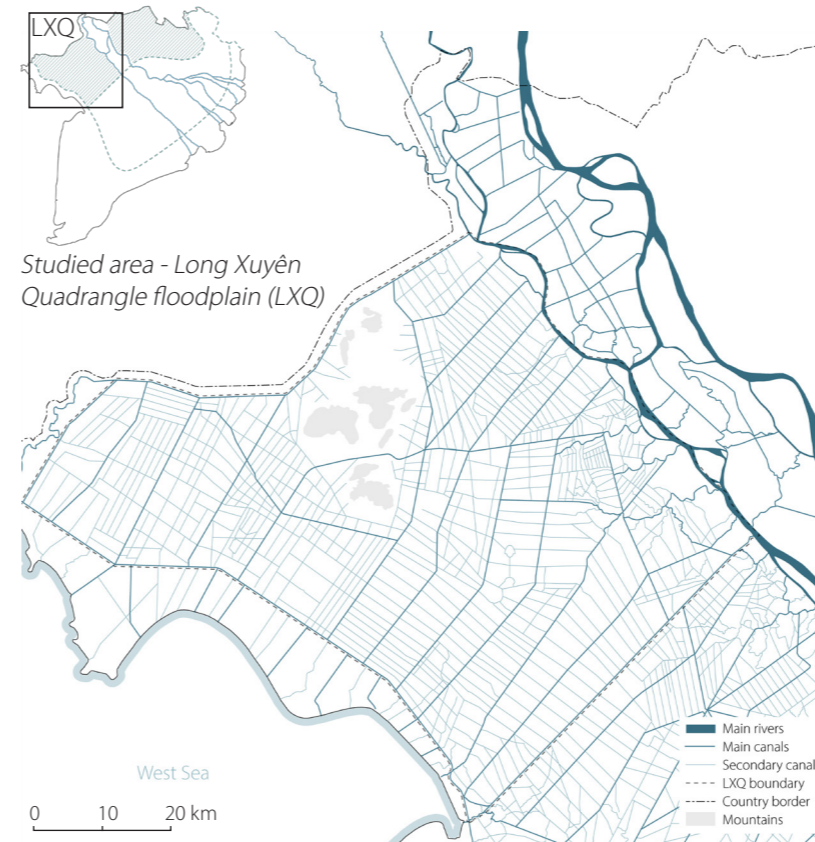 LXQ
Studied area - Long Xuyên
Quadrangle floodplain (LXQ)
West Sea
0 10 20 km
Main rivers
Main canals
Secondary canal
LXQ boundary
Country border
Mountains